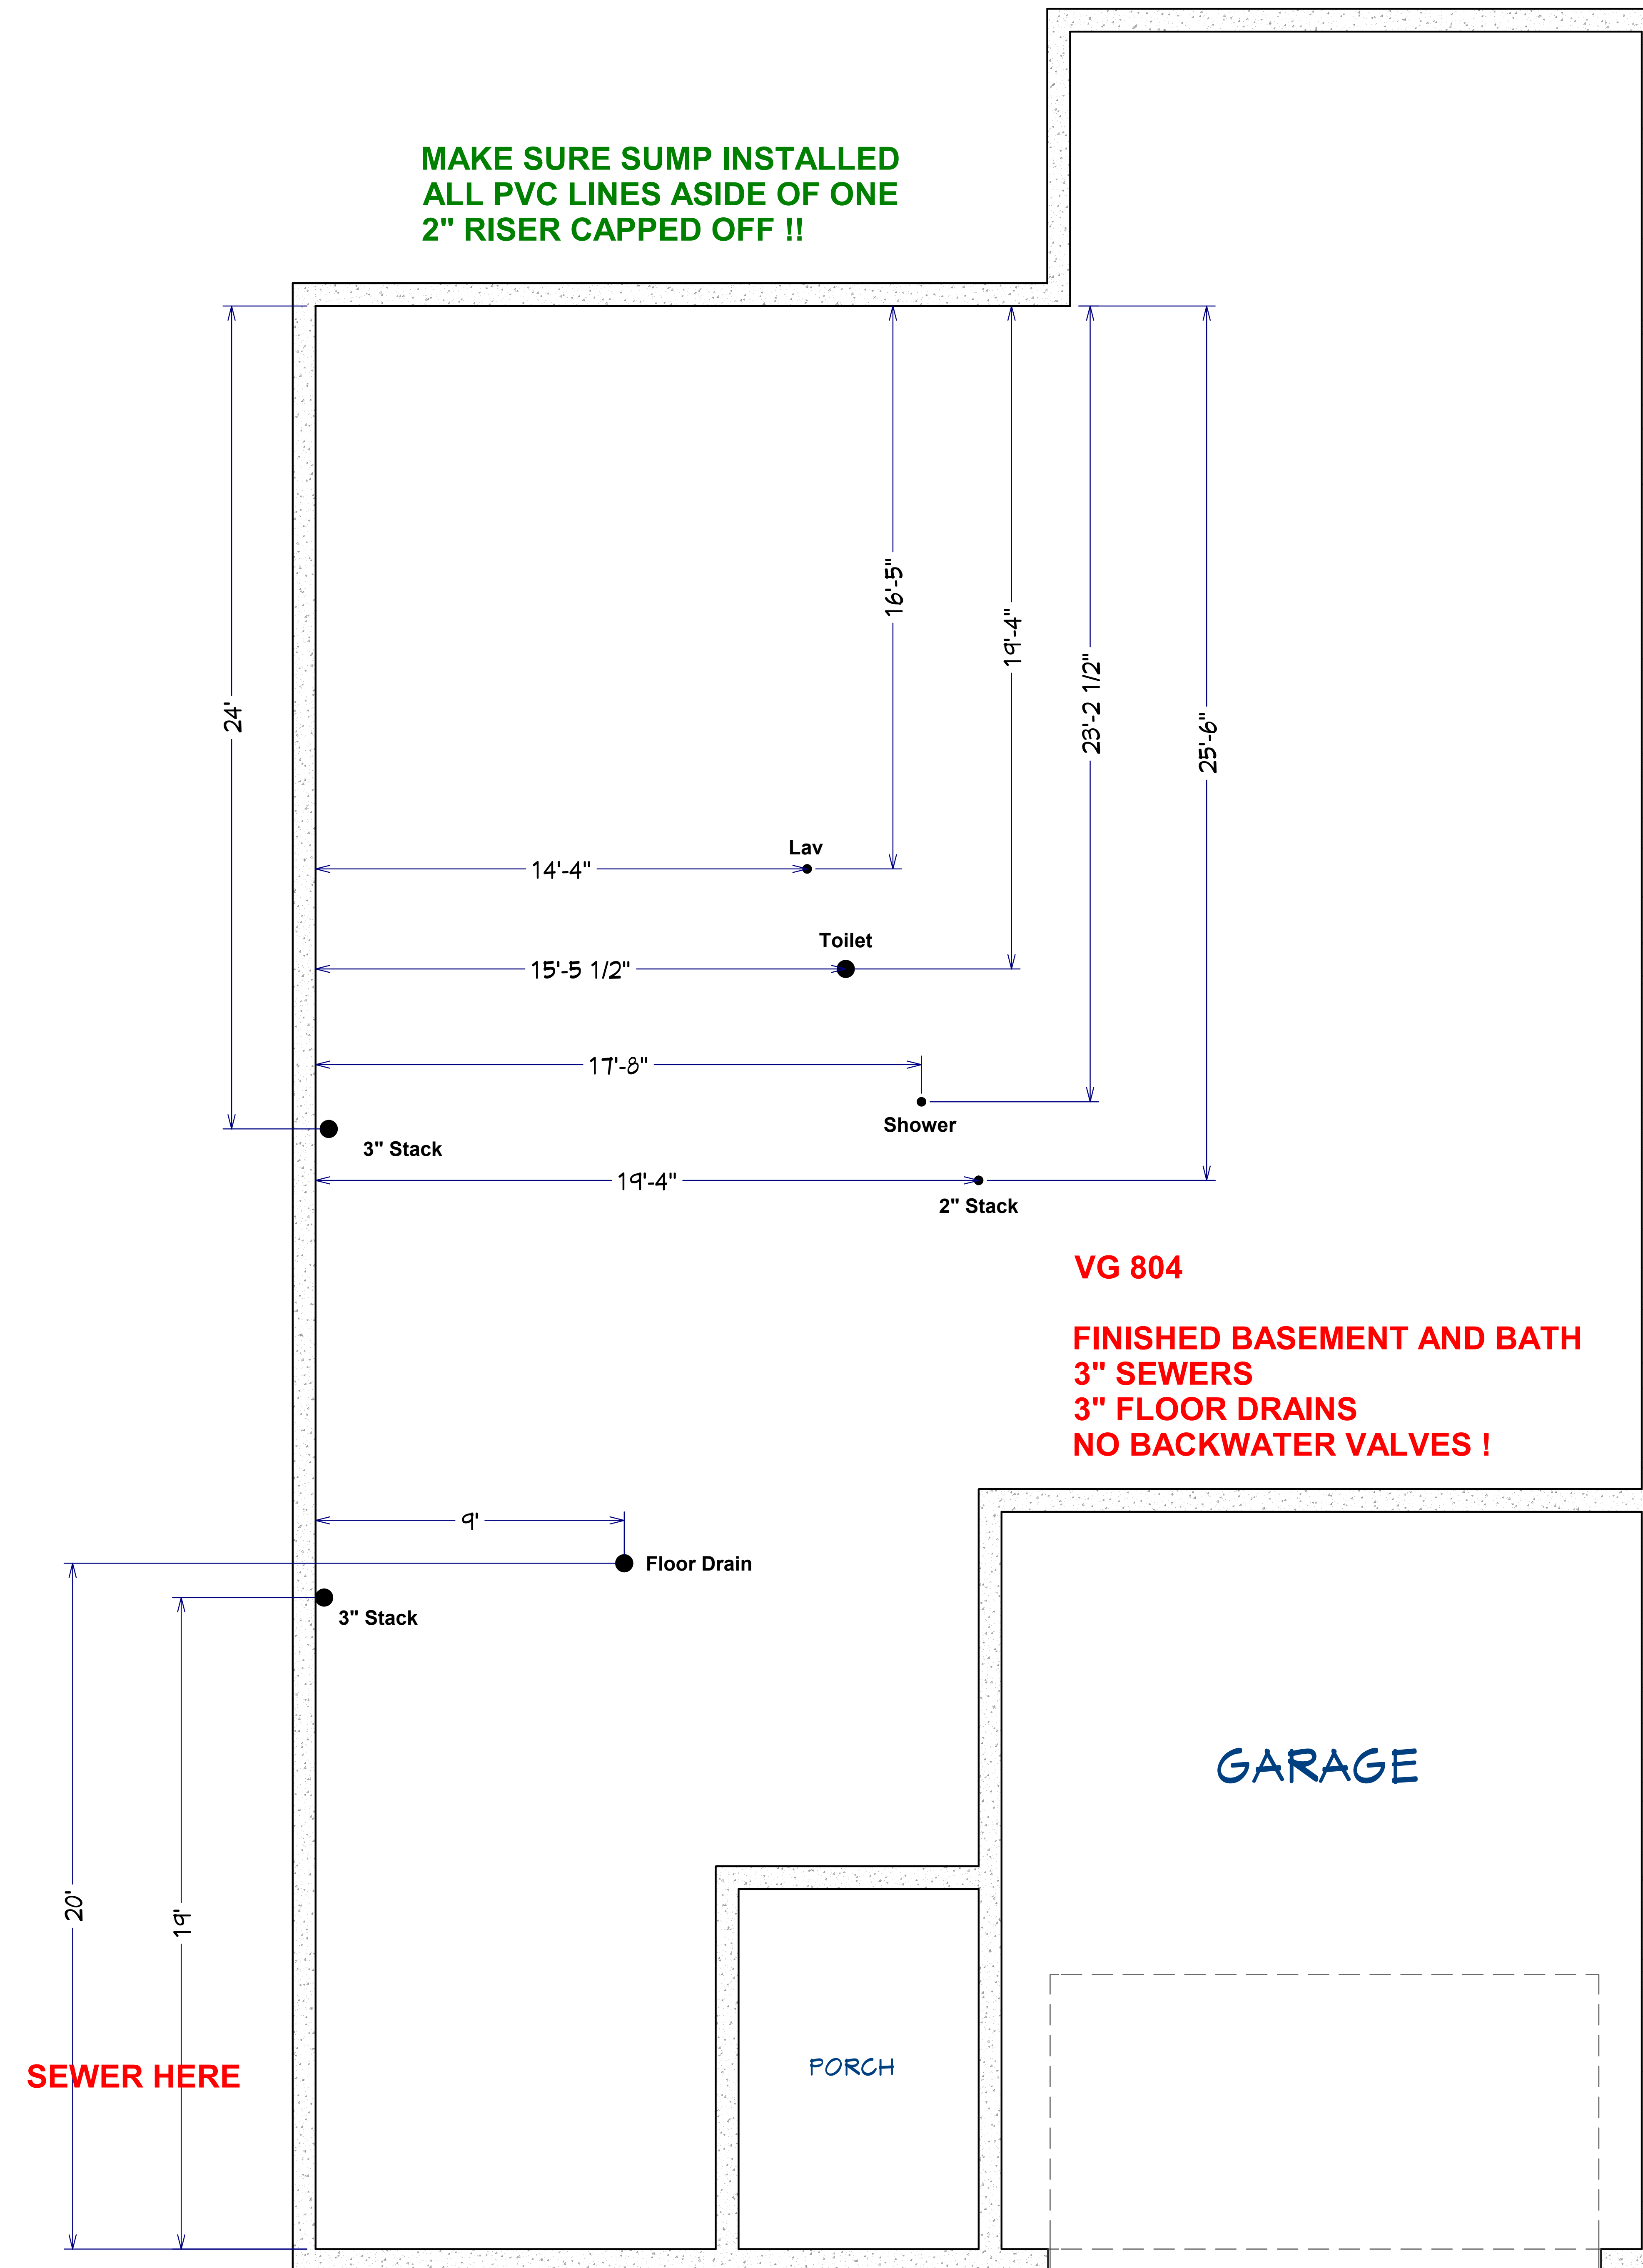 MAKE SURE SUMP INSTALLED
ALL PVC LINES ASIDE OF ONE
2" RISER CAPPED OFF !!
16'-5"
19'-4"
23'-2 1/2"
24'
25'-6"
Lav
14'-4"
Toilet
15'-5 1/2"
17'-8"
Shower
3" Stack
19'-4"
2" Stack
VG 804
FINISHED BASEMENT AND BATH
3" SEWERS
3" FLOOR DRAINS
NO BACKWATER VALVES !
9'
Floor Drain
3" Stack
GARAGE
20'
19'
PORCH
SEWER HERE